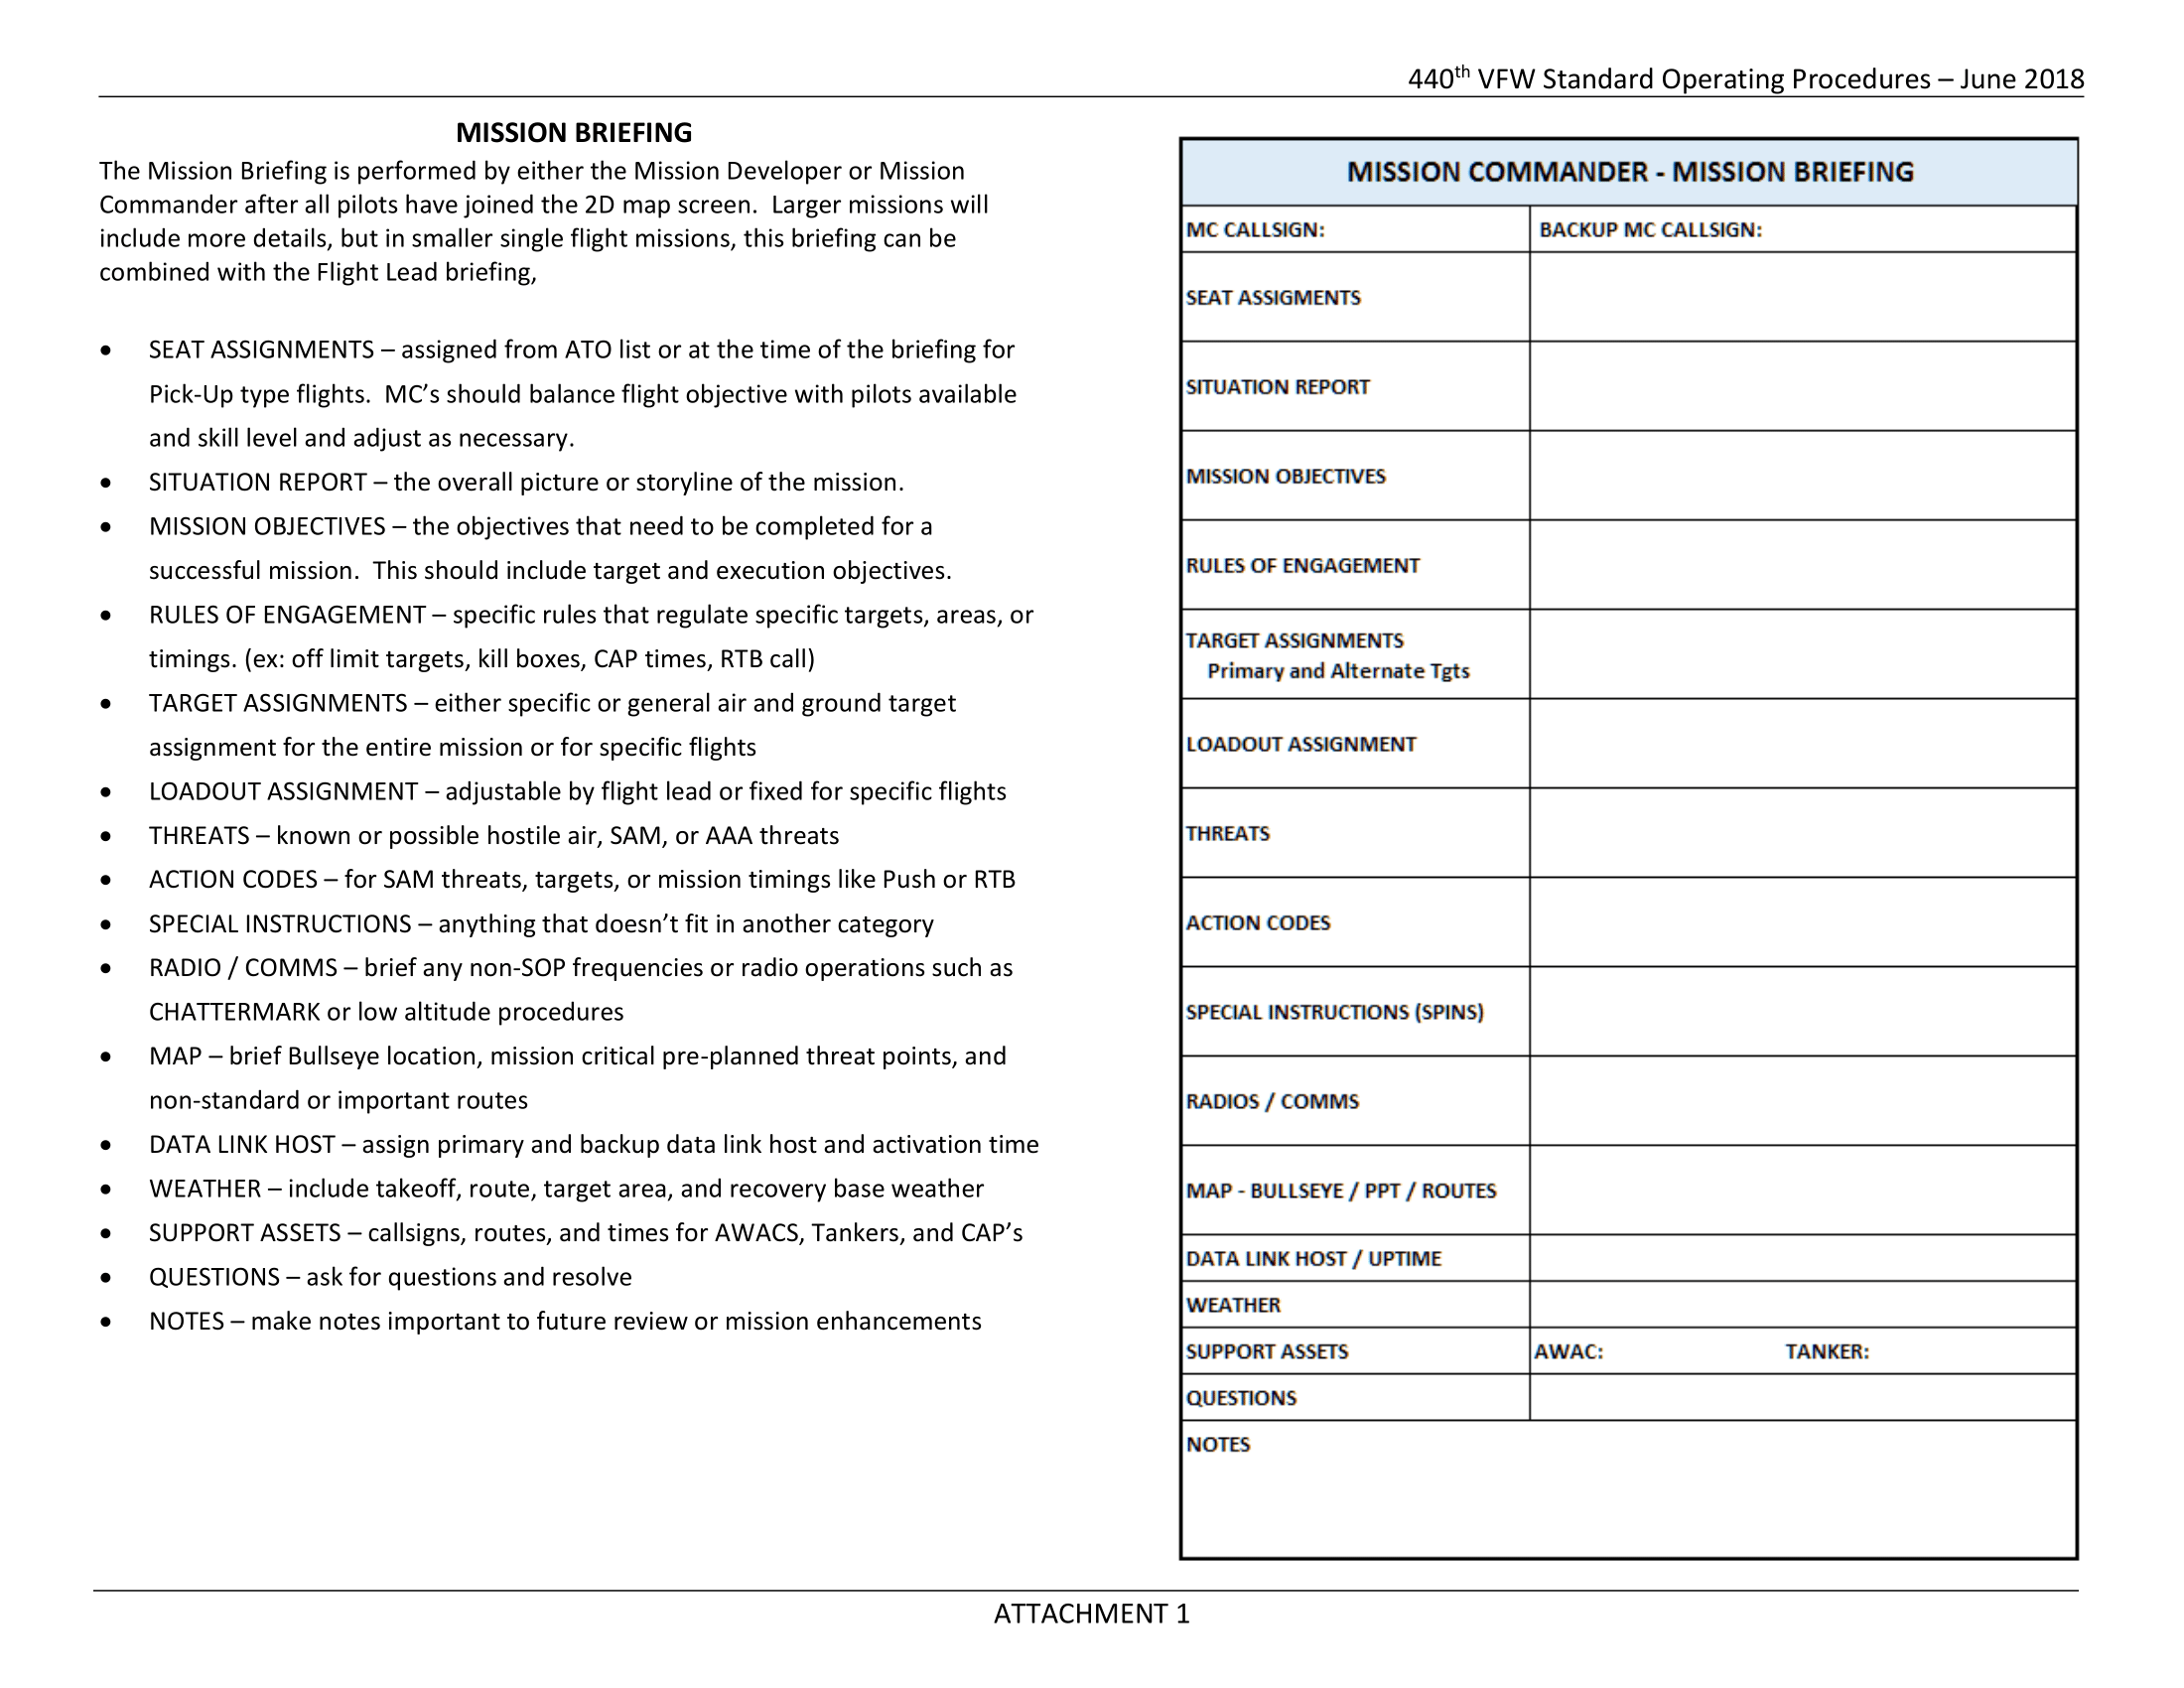 440th VFW Standard Operating Procedures – June 2018
MISSION BRIEFING
The Mission Briefing is performed by either the Mission Developer or Mission
Commander after all pilots have joined the 2D map screen.  Larger missions will
include more details, but in smaller single flight missions, this briefing can be
combined with the Flight Lead briefing,
• SEAT ASSIGNMENTS – assigned from ATO list or at the time of the briefing for
Pick-Up type flights.  MC’s should balance flight objective with pilots available
and skill level and adjust as necessary.
• SITUATION REPORT – the overall picture or storyline of the mission.
• MISSION OBJECTIVES – the objectives that need to be completed for a
successful mission.  This should include target and execution objectives.
• RULES OF ENGAGEMENT – specific rules that regulate specific targets, areas, or
timings. (ex: off limit targets, kill boxes, CAP times, RTB call)
• TARGET ASSIGNMENTS – either specific or general air and ground target
assignment for the entire mission or for specific flights
• LOADOUT ASSIGNMENT – adjustable by flight lead or fixed for specific flights
• THREATS – known or possible hostile air, SAM, or AAA threats
• ACTION CODES – for SAM threats, targets, or mission timings like Push or RTB
• SPECIAL INSTRUCTIONS – anything that doesn’t fit in another category
• RADIO / COMMS – brief any non-SOP frequencies or radio operations such as
CHATTERMARK or low altitude procedures
• MAP – brief Bullseye location, mission critical pre-planned threat points, and
non-standard or important routes
• DATA LINK HOST – assign primary and backup data link host and activation time
• WEATHER – include takeoff, route, target area, and recovery base weather
• SUPPORT ASSETS – callsigns, routes, and times for AWACS, Tankers, and CAP’s
• QUESTIONS – ask for questions and resolve
• NOTES – make notes important to future review or mission enhancements
MISSION COMMANDER - MISSION BRIEFING
MC CALLSIGN: BACKUP MC CALLSIGN:
SEAT ASSIGMENTS
SITUATION REPORT
MISSION OBJECTIVES
RULES OF ENGAGEMENT
TARGET ASSIGNMENTS
Primary and Alternate Tgts
LOADOUT ASSIGNMENT
THREATS
ACTION CODES
SPECIAL INSTRUCTIONS (SPINS)
RADIOS / COMMS
MAP - BULLSEYE / PPT / ROUTES
DATA LINK HOST / UPTIME
WEATHER
SUPPORT ASSETS AWAC: TANKER:
QUESTIONS
NOTES
ATTACHMENT 1